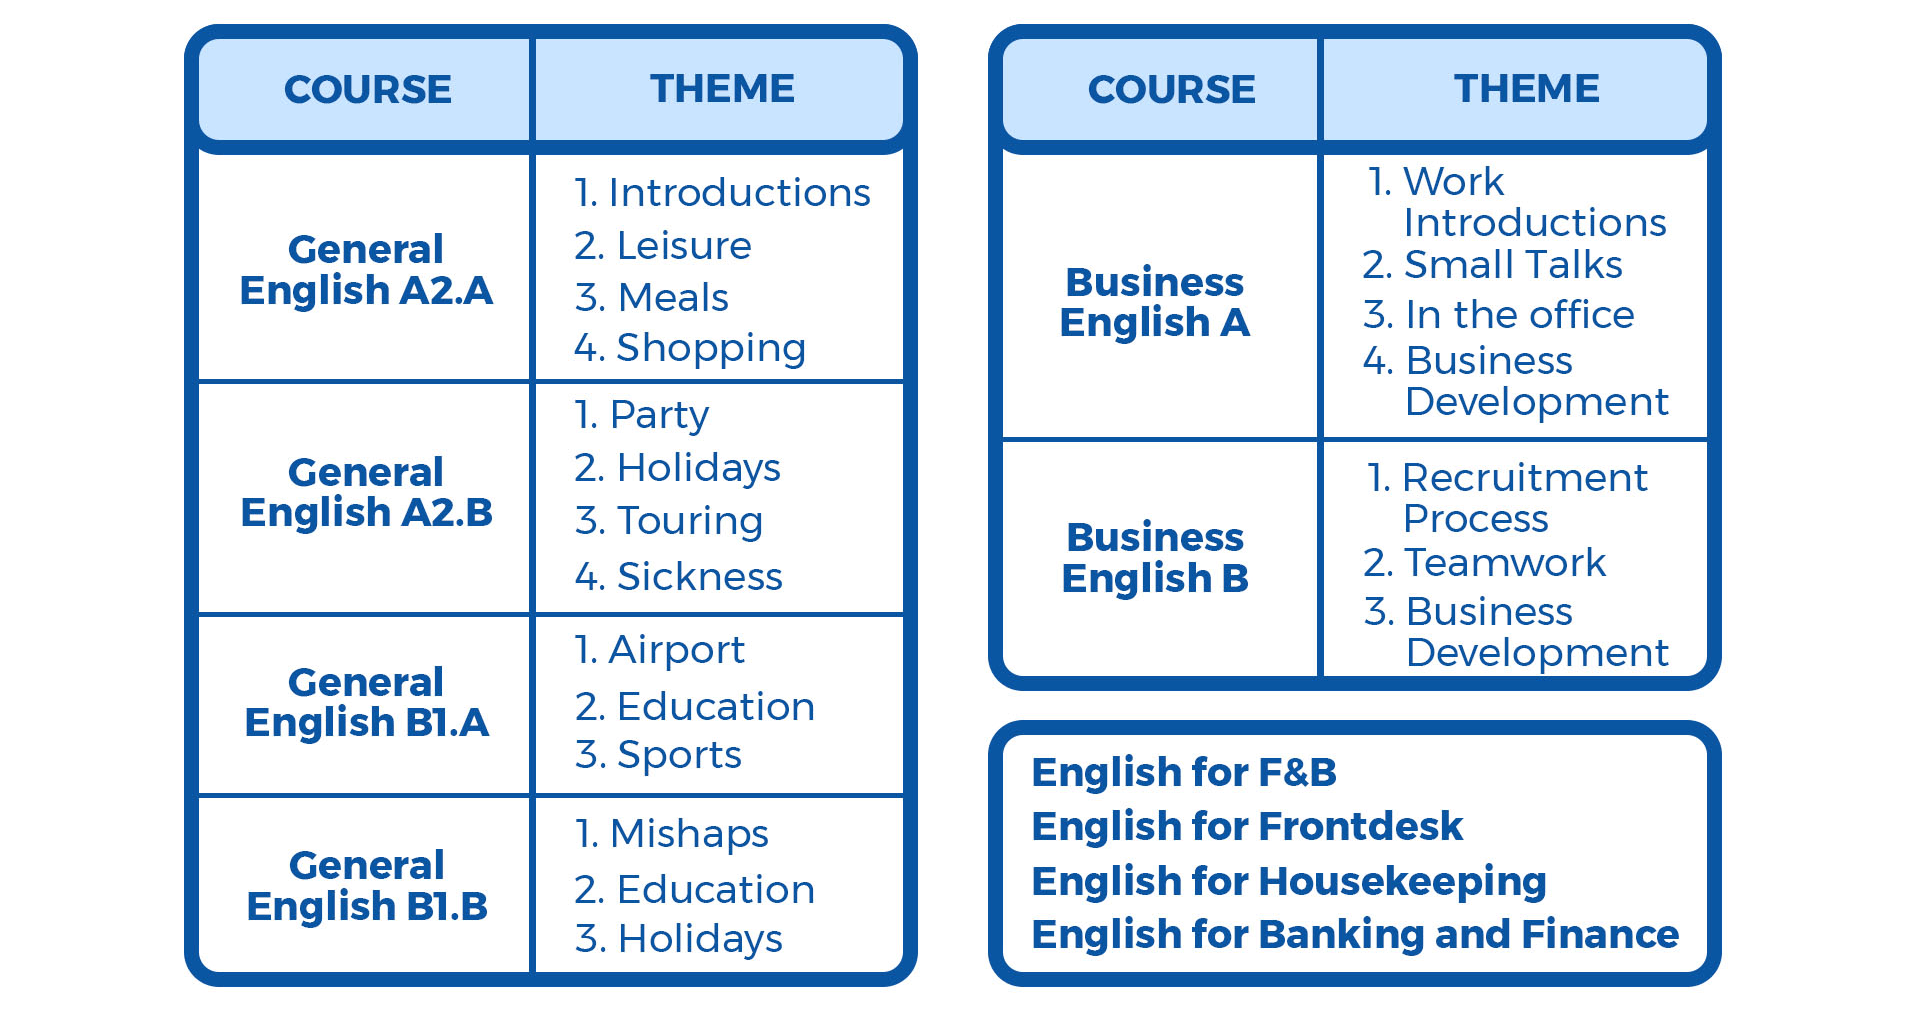 COURSE THEME
General
English A2.A
1. Introductions
2. Leisure
3. Meals
4. Shopping
General
English A2.B
1. Party
2. Holidays
3. Touring
4. Sickness
General
English B1.A
1. Airport
2. Education
3. Sports
General
English B1.B
1. Mishaps
2. Education
3. Holidays
COURSE THEME
Business
English A
1. Work
Introductions
2. Small Talks
3. In the office
4. Business
Development
Business
English B
1. Recruitment
Process
2. Teamwork
3. Business
Development
English for F&B
English for Frontdesk
English for Housekeeping
English for Banking and Finance